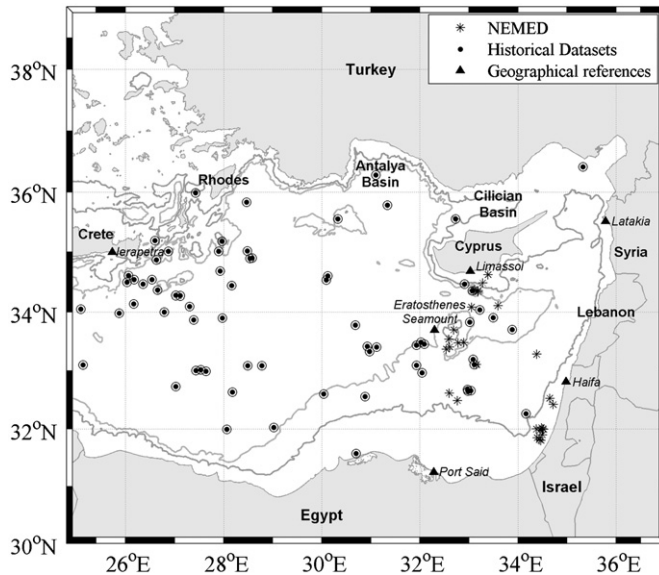 NEMED
Historical Datasets
Geographical references
38°N
36°N
34°N
32°N
30°N
Turkey
Antalya
Basin
Rhodes
Cilician
Basin
Crete
Ierapetra
Cyprus
Latakia
Syria
Limassol
Eratosthenes
Seamount
Lebanon
Haifa
Port Said
Israel
Egypt
26°E
28°E
30°E
32°E
34°E
36°E